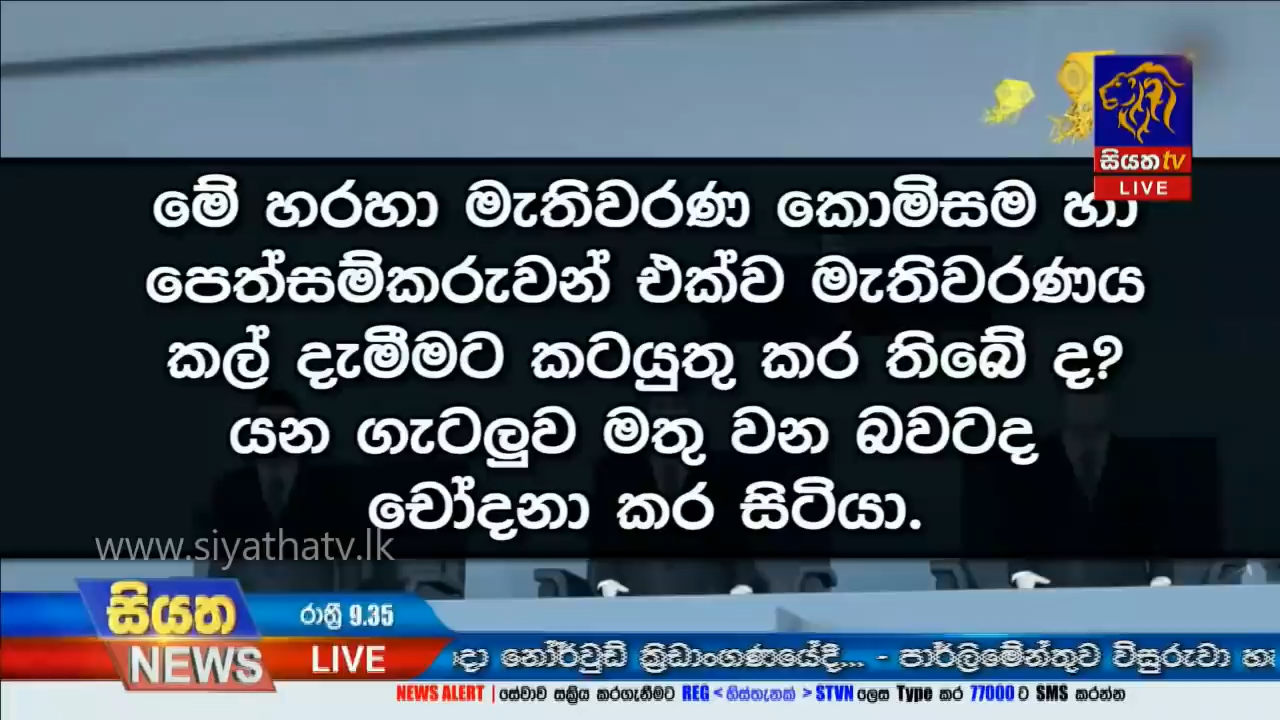 සියත tv
LIVE
මේ හරහා මැතිවරණ කොමිසම හා
පෙත්සම්කරුවන් එක්ව මැතිවරණය
කල් දැමීමට කටයුතු කර තිබේ ද?
යන ගැටලුව මතු වන බවටද
චෝදනා කර සිටියා.
www.siyathatv.lk
සියත
NEWS
රාත්‍රී 9.35
LIVE
නෝර්වුඩ් ක්‍රිඩාංගණයේදී... - පාර්ලිමේන්තුව විසුරුවා
NEWS ALERT | සේවාව සක්‍රිය කරගැනීමට REG < හිස්තැනක් > STVN ලෙස Type කර 77000 ට SMS කරන්න